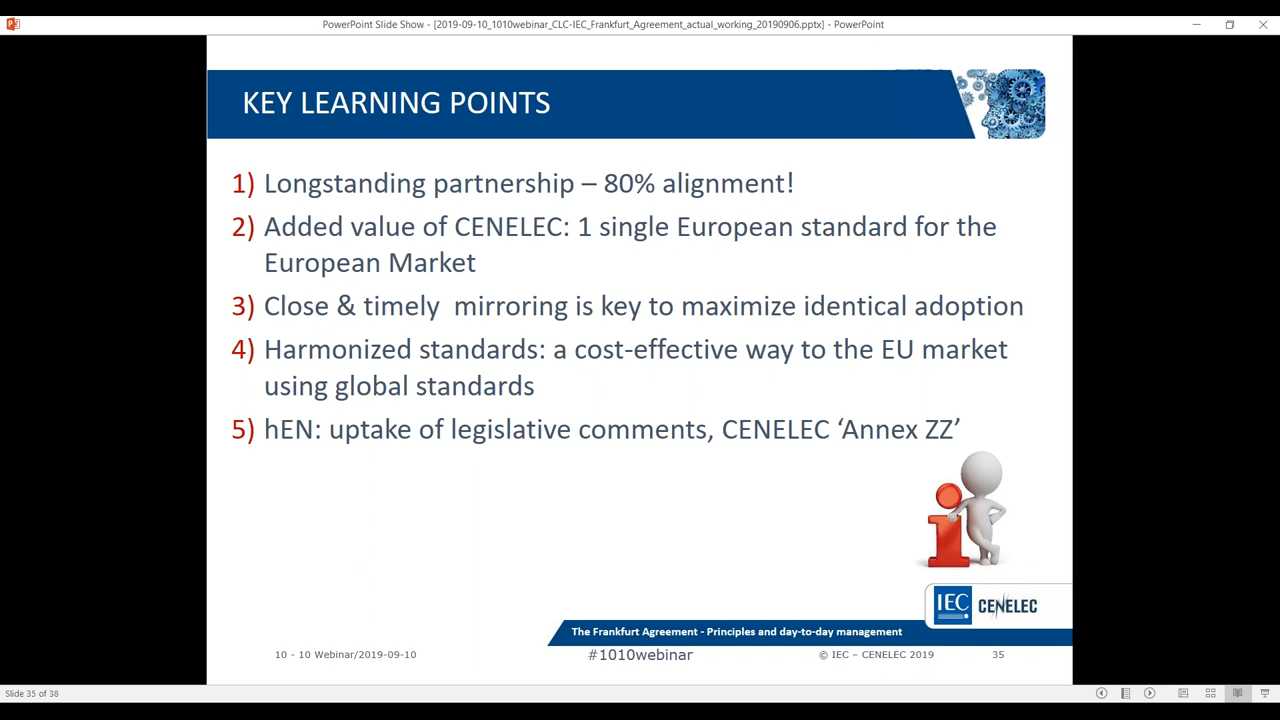 PowerPoint Slide Show - [2019-09-10_1010webinar_CLC-IEC_Frankfurt_Agreement_actual_working_20190906.pptx] - PowerPoint
KEY LEARNING POINTS
1) Longstanding partnership – 80% alignment!
2) Added value of CENELEC: 1 single European standard for the
European Market
3) Close & timely  mirroring is key to maximize identical adoption
4) Harmonized standards: a cost-effective way to the EU market
using global standards
5) hEN: uptake of legislative comments, CENELEC ‘Annex ZZ’
i
IEC CENELEC
The Frankfurt Agreement - Principles and day-to-day management
10 - 10 Webinar/2019-09-10 #1010webinar © IEC – CENELEC 2019 35
Slide 35 of 38